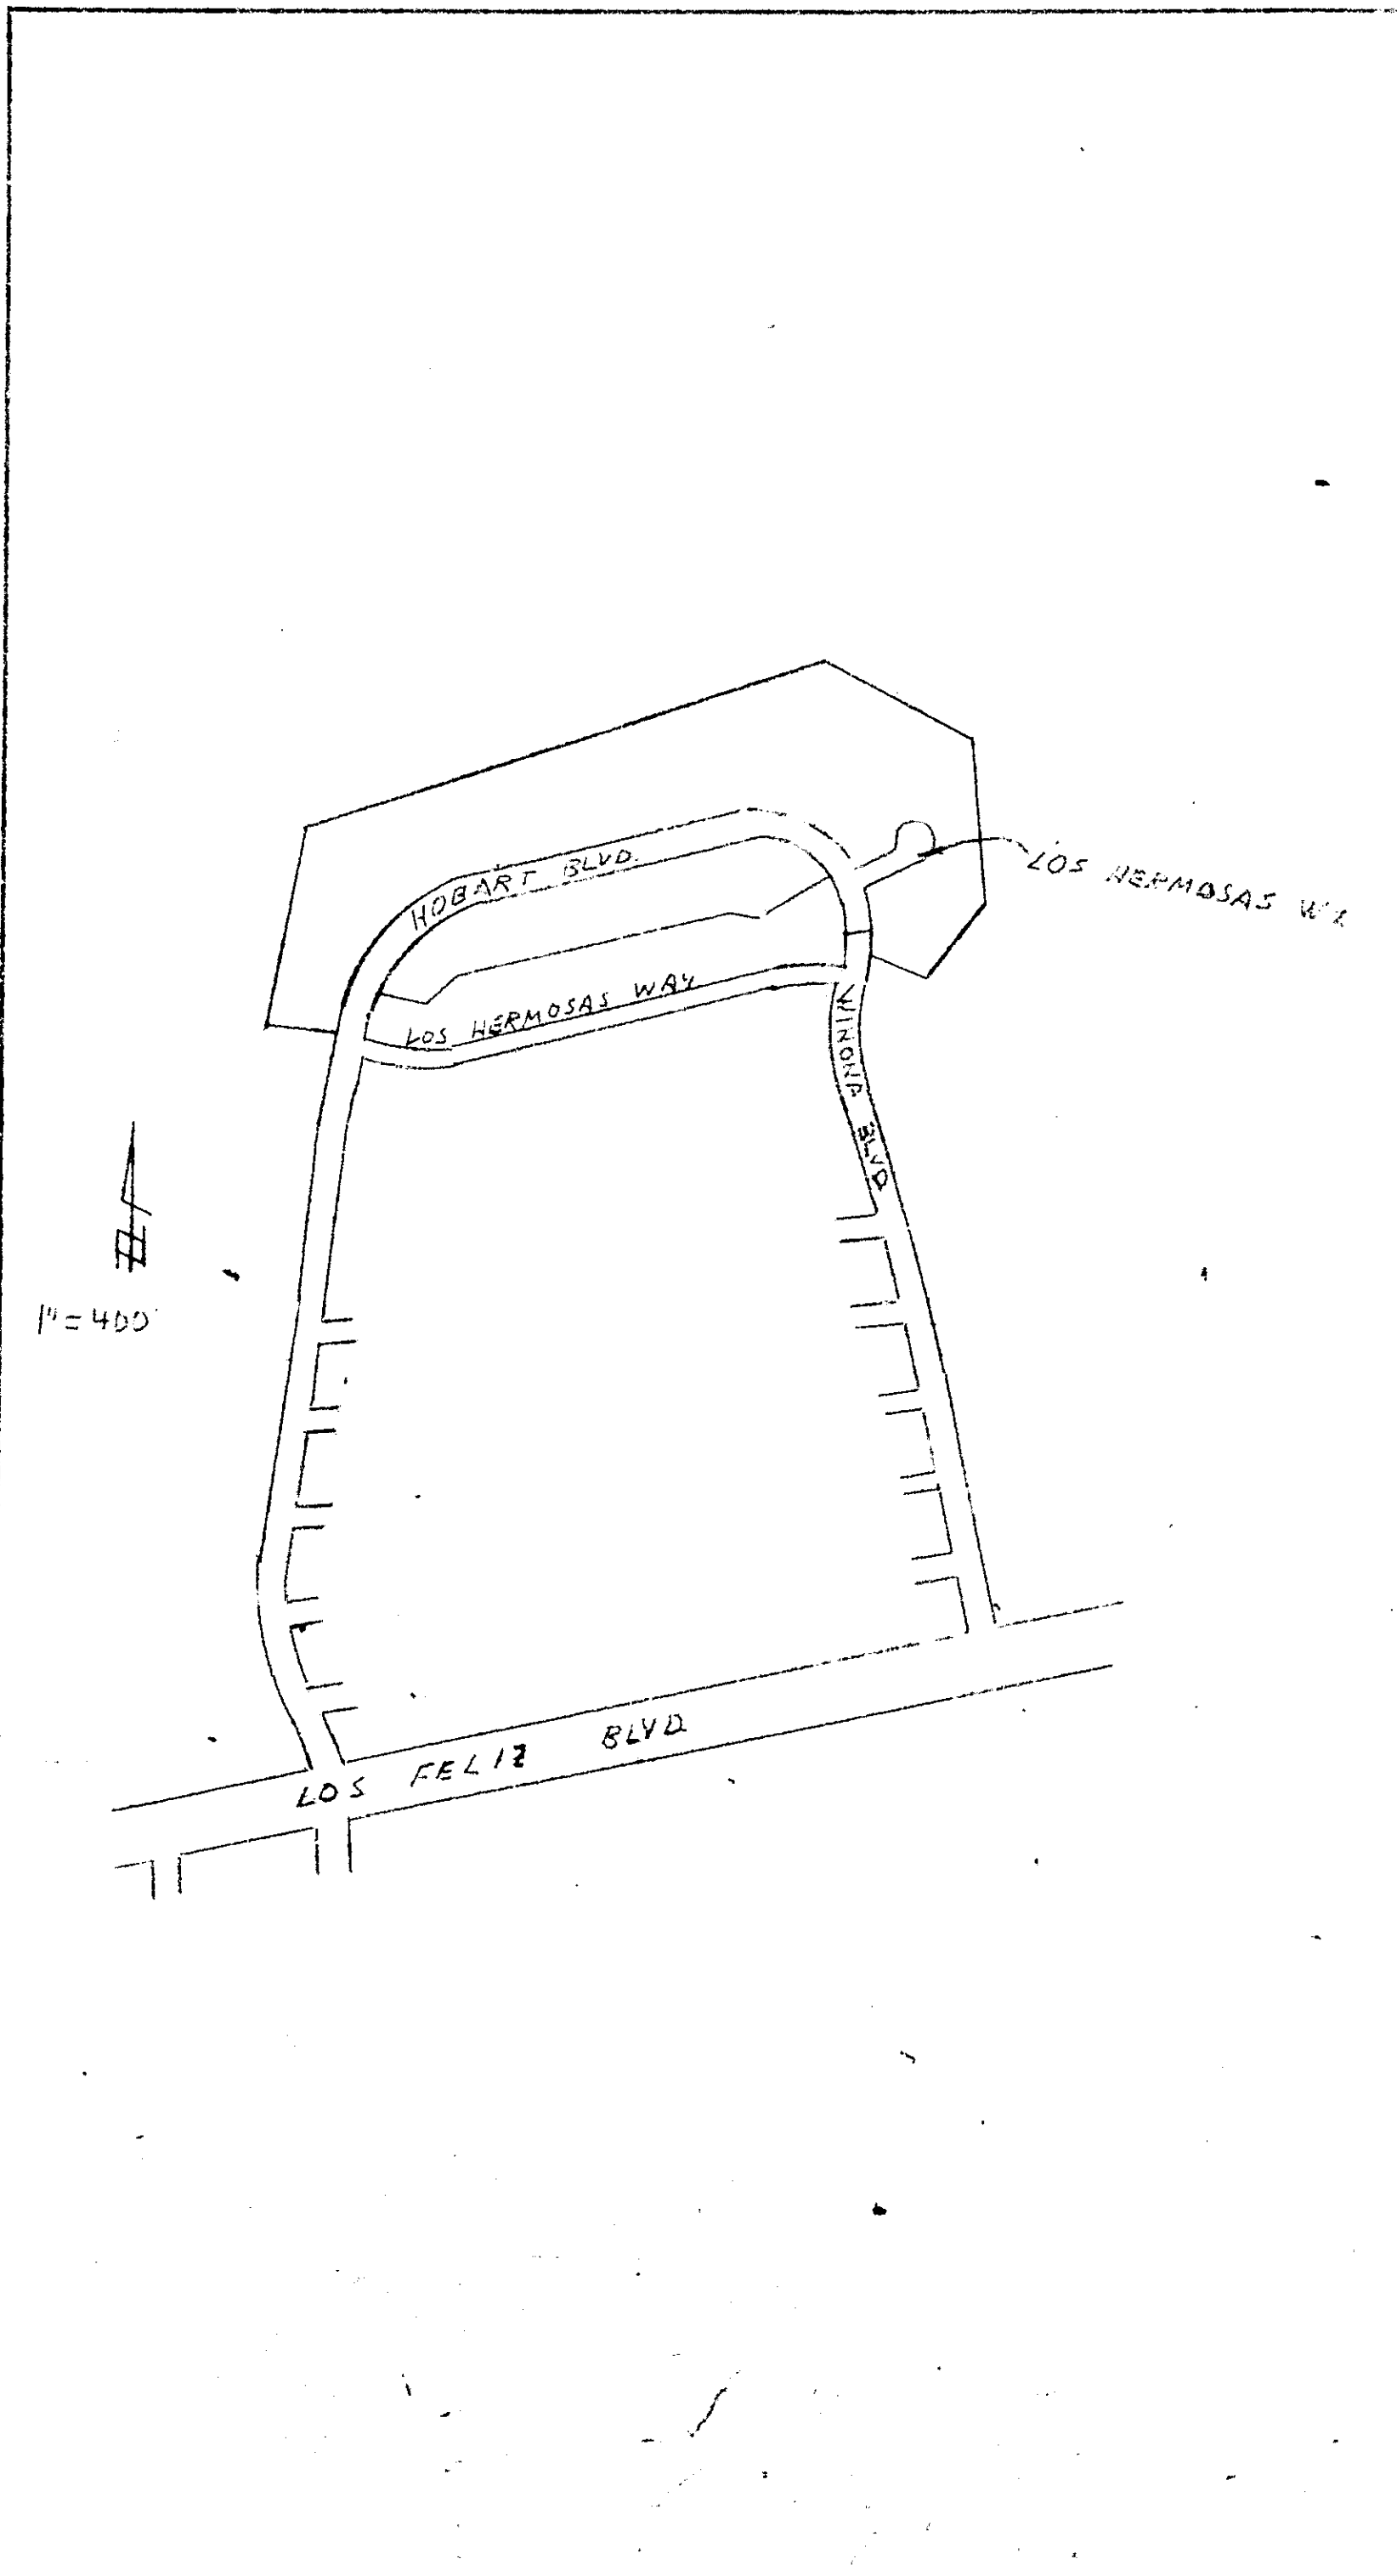 HOBART BLVD.
LOS HERMOSAS
LOS HERMOSAS WAY
WINONA BLVD
1"=400'
LOS FELIZ BLVD